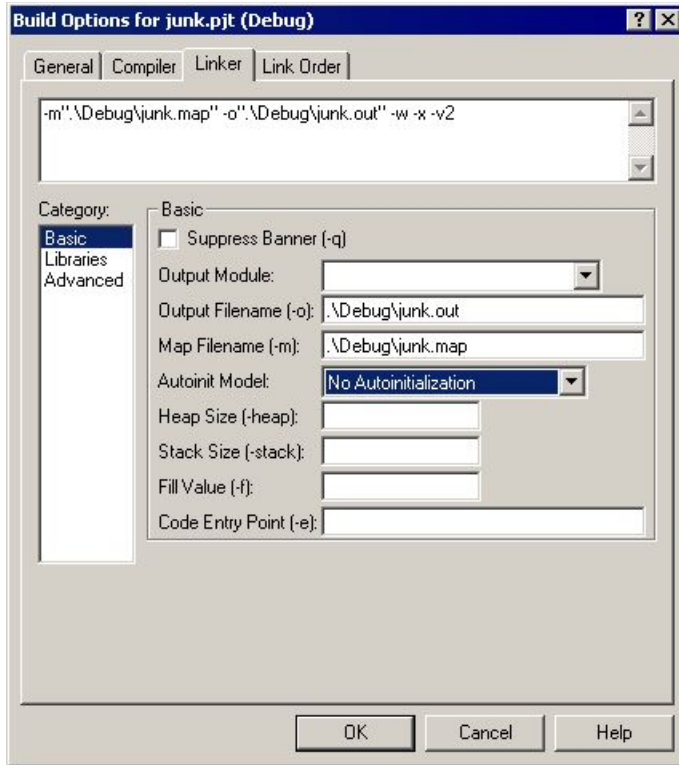 Build Options for junk.pjt (Debug)
General Compiler Linker Link Order
-m".\Debug\junk.map" -o".\Debug\junk.out" -w -x -v2
Category:
Basic
Libraries
Advanced
Basic
Suppress Banner (-q)
Output Module:
Output Filename (-o): .\Debug\junk.out
Map Filename (-m): .\Debug\junk.map
Autoinit Model: No Autoinitialization
Heap Size (-heap):
Stack Size (-stack):
Fill Value (-f):
Code Entry Point (-e):
OK Cancel Help